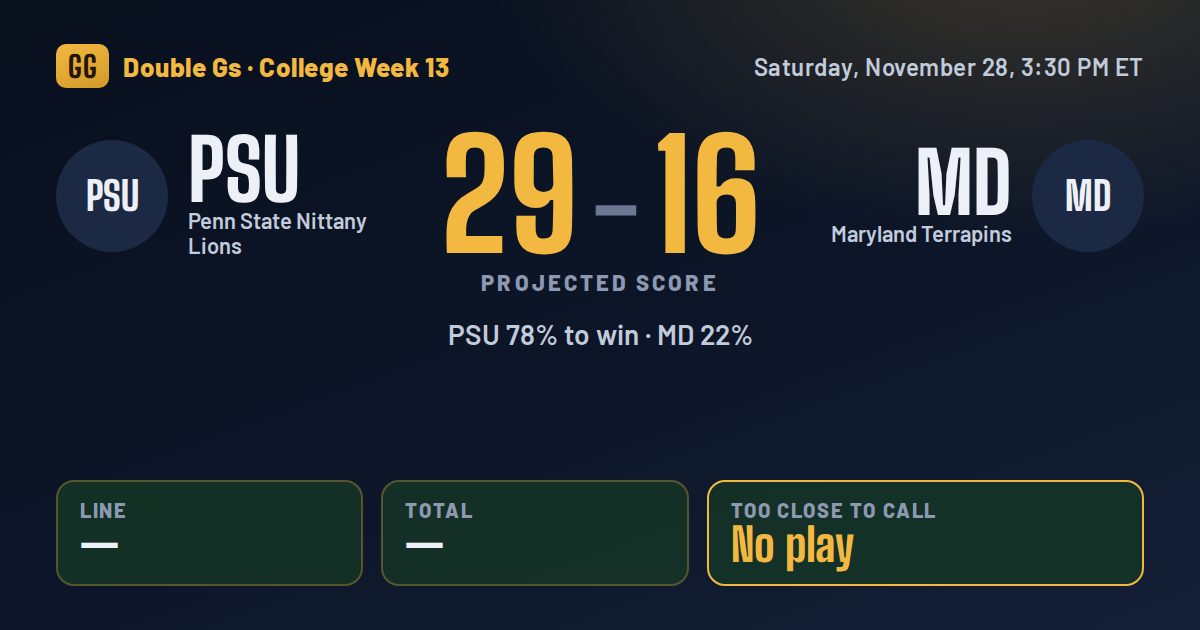 GG
Double Gs · College Week 13
Saturday, November 28, 3:30 PM ET
PSU
PSU
Penn State Nittany
Lions
29 – 16
PROJECTED SCORE
PSU 78% to win · MD 22%
MD
Maryland Terrapins
MD
LINE
—
TOTAL
—
TOO CLOSE TO CALL
No play